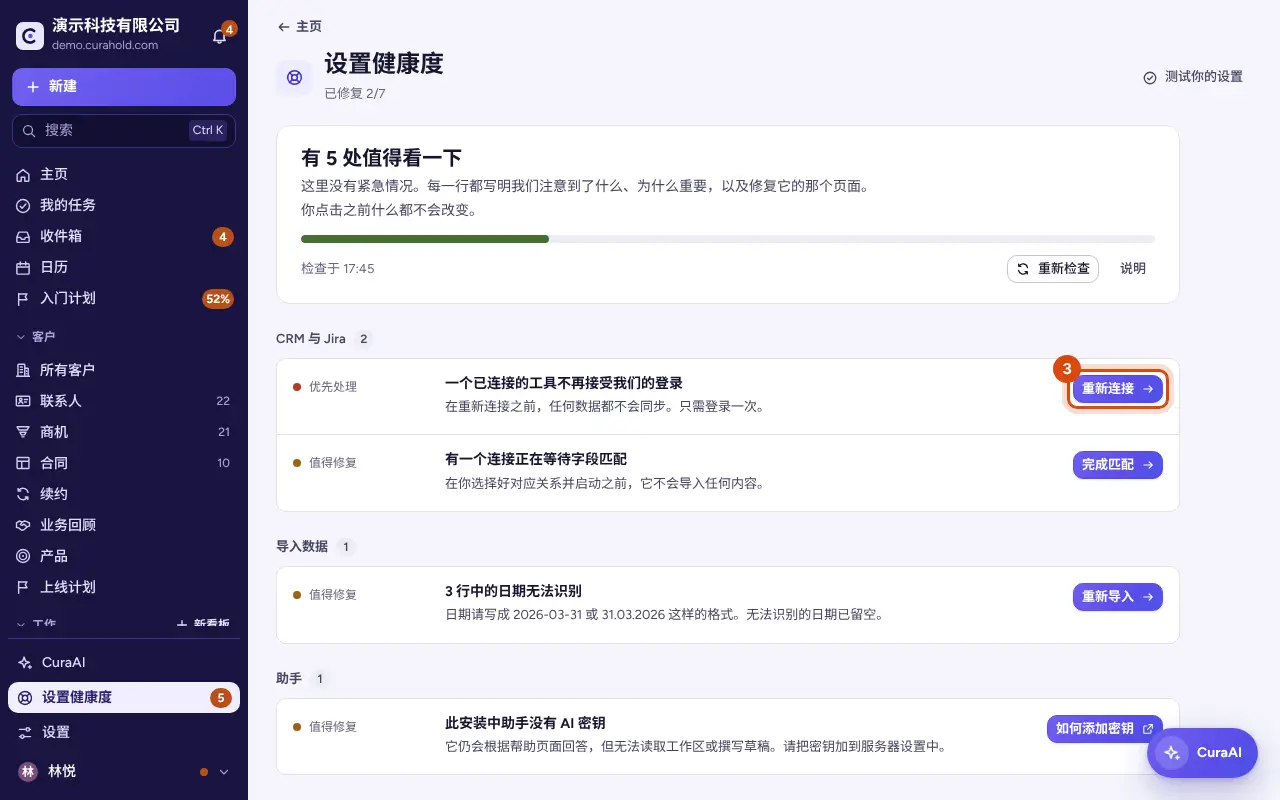 演示科技有限公司
demo.curahold.com
4
新建
搜索
Ctrl K
主页
我的任务
收件箱
4
日历
入门计划
52%
客户
所有客户
联系人
22
商机
21
合同
10
续约
业务回顾
产品
上线计划
工作
新看板
CuraAI
设置健康度
5
设置
林
林悦
主页
设置健康度
已修复 2/7
测试你的设置
有 5 处值得看一下
这里没有紧急情况。每一行都写明我们注意到了什么、为什么重要，以及修复它的那个页面。
你点击之前什么都不会改变。
检查于 17:45
重新检查
说明
CRM 与 Jira
2
优先处理
一个已连接的工具不再接受我们的登录
在重新连接之前，任何数据都不会同步。只需登录一次。
3
重新连接
值得修复
有一个连接正在等待字段匹配
在你选择好对应关系并启动之前，它不会导入任何内容。
完成匹配
导入数据
1
值得修复
3 行中的日期无法识别
日期请写成 2026-03-31 或 31.03.2026 这样的格式。无法识别的日期已留空。
重新导入
助手
1
值得修复
此安装中助手没有 AI 密钥
它仍会根据帮助页面回答，但无法读取工作区或撰写草稿。请把密钥加到服务器设置中。
如何添加密钥
CuraAI